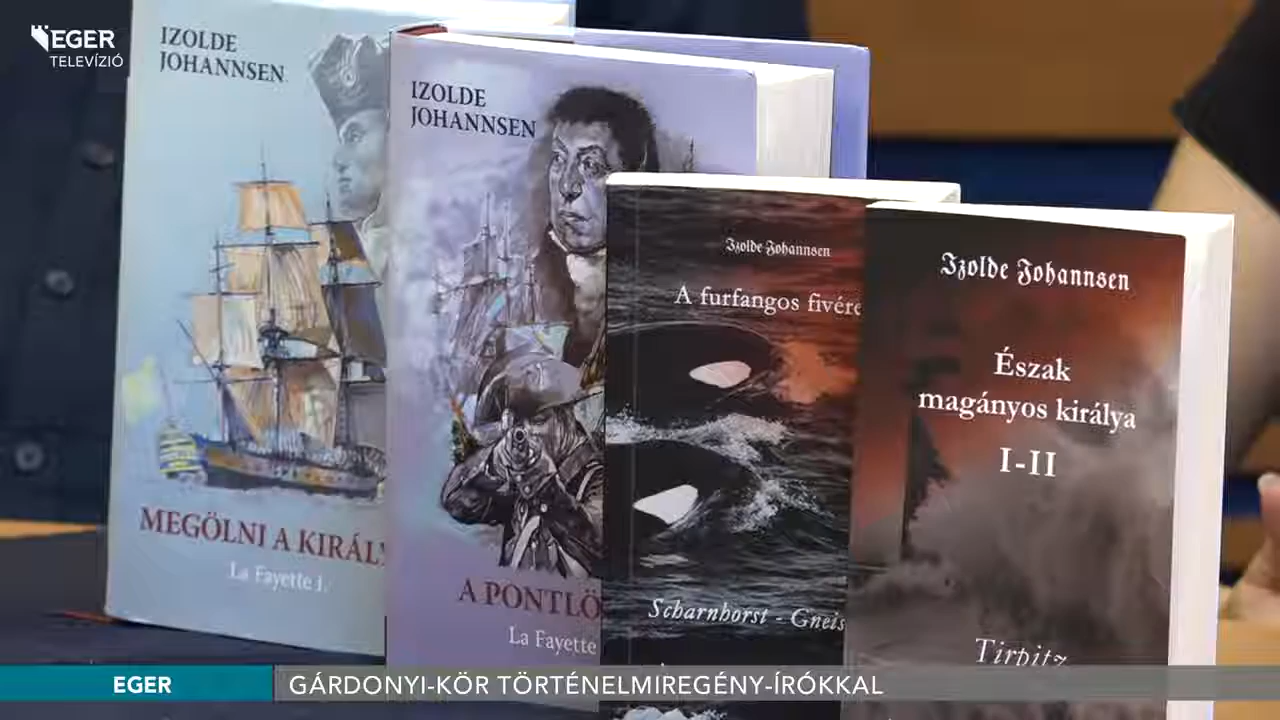 EGER
TELEVÍZIÓ
IZOLDE
JOHANNSEN
MEGÖLNI A KIRÁLY
La Fayette I.
IZOLDE
JOHANNSEN
A PONTLÖ
La Fayette
Izolde Johannsen
A furfangos fivére
Scharnhorst - Gneis
Izolde Johannsen
Észak
magányos királya
I-II
Tirpitz
EGER
GÁRDONYI-KÖR TÖRTÉNELMIREGÉNY-ÍRÓKKAL